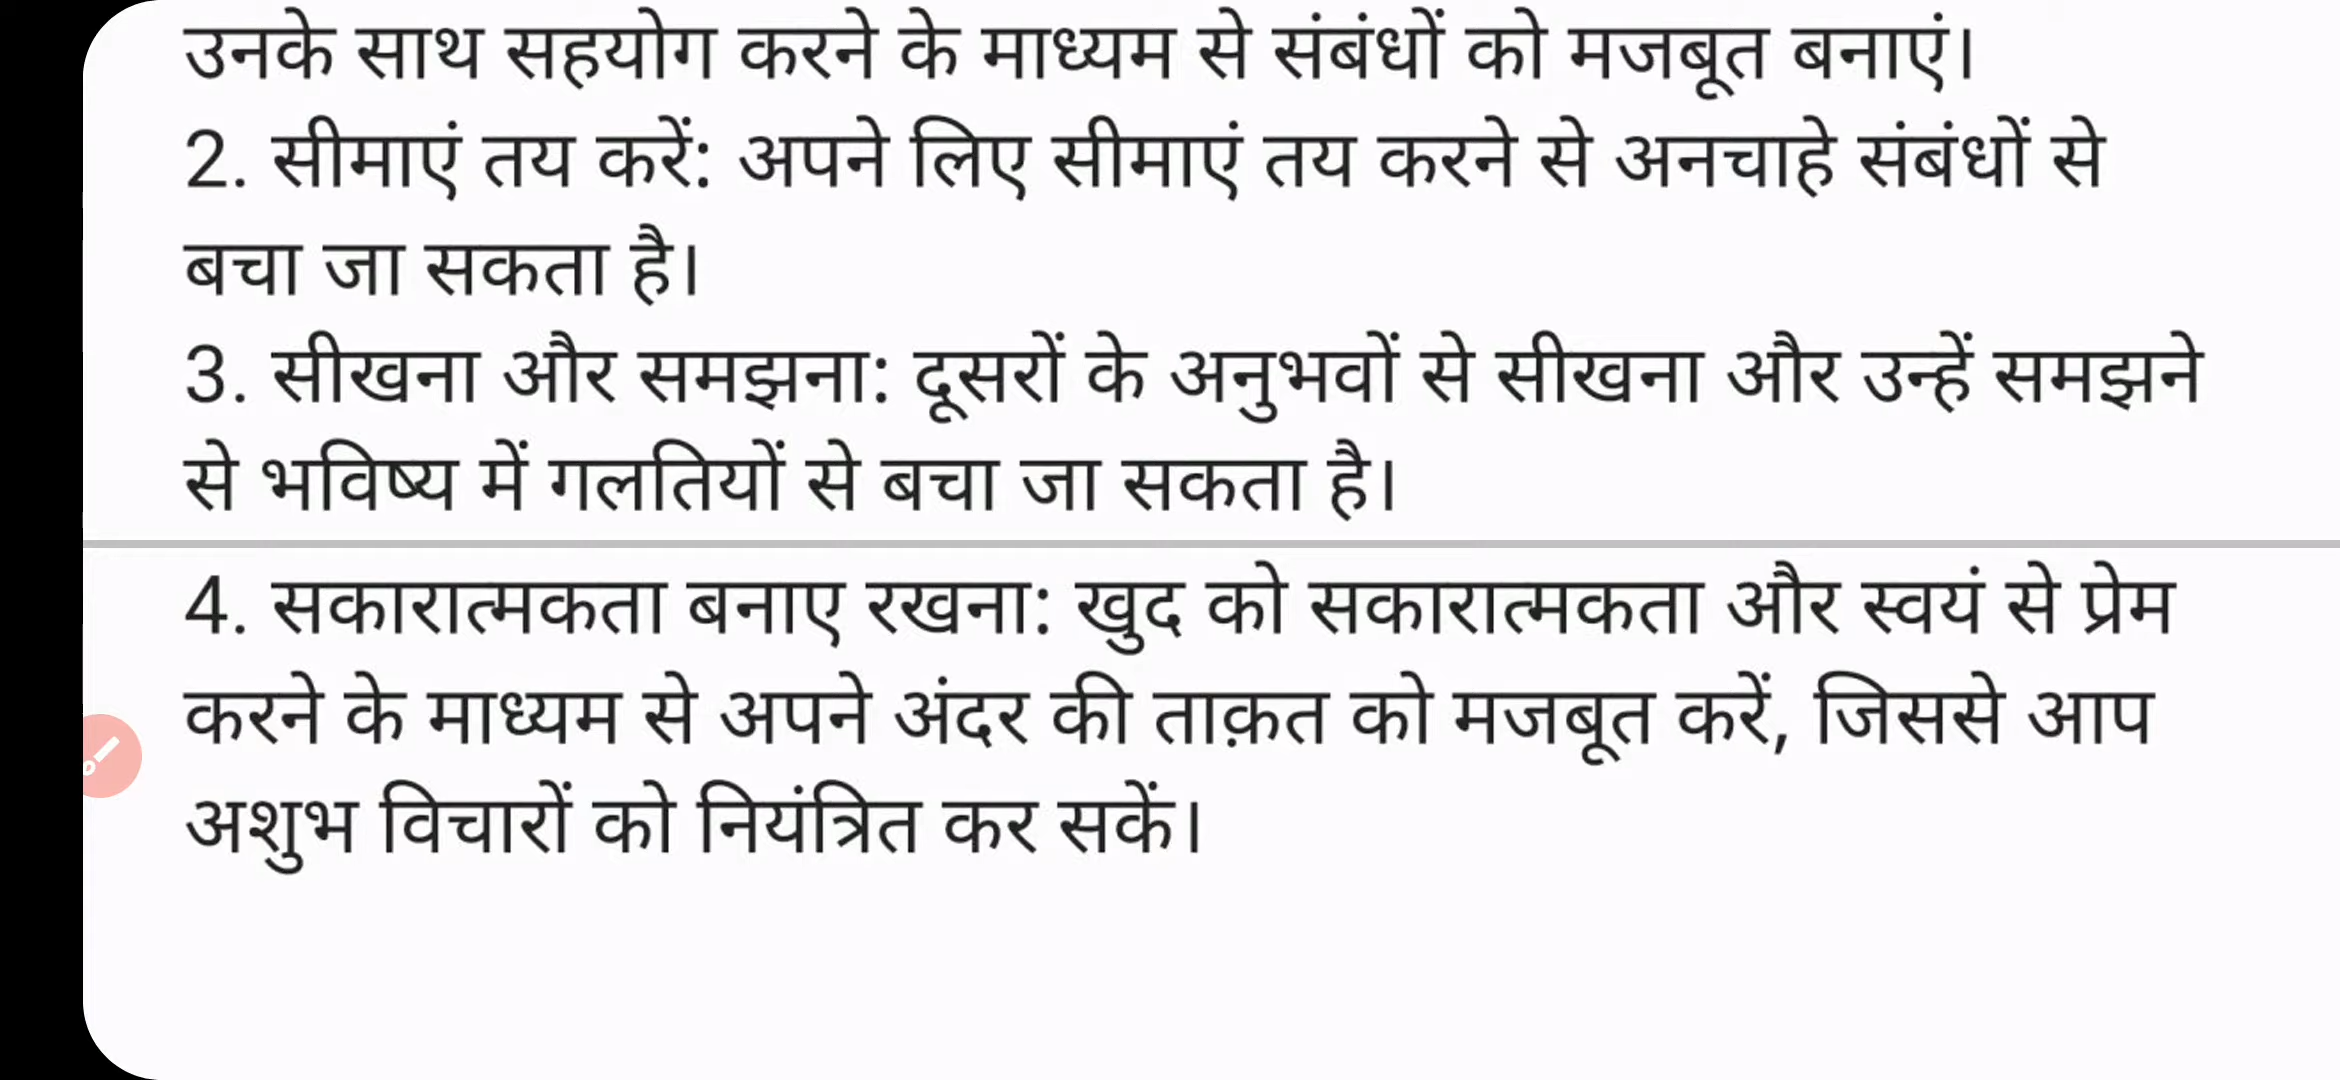 उनके साथ सहयोग करने के माध्यम से संबंधों को मजबूत बनाएं।
2. सीमाएं तय करें: अपने लिए सीमाएं तय करने से अनचाहे संबंधों से
बचा जा सकता है।
3. सीखना और समझना: दूसरों के अनुभवों से सीखना और उन्हें समझने
से भविष्य में गलतियों से बचा जा सकता है।
4. सकारात्मकता बनाए रखना: खुद को सकारात्मकता और स्वयं से प्रेम
करने के माध्यम से अपने अंदर की ताक़त को मजबूत करें, जिससे आप
अशुभ विचारों को नियंत्रित कर सकें।